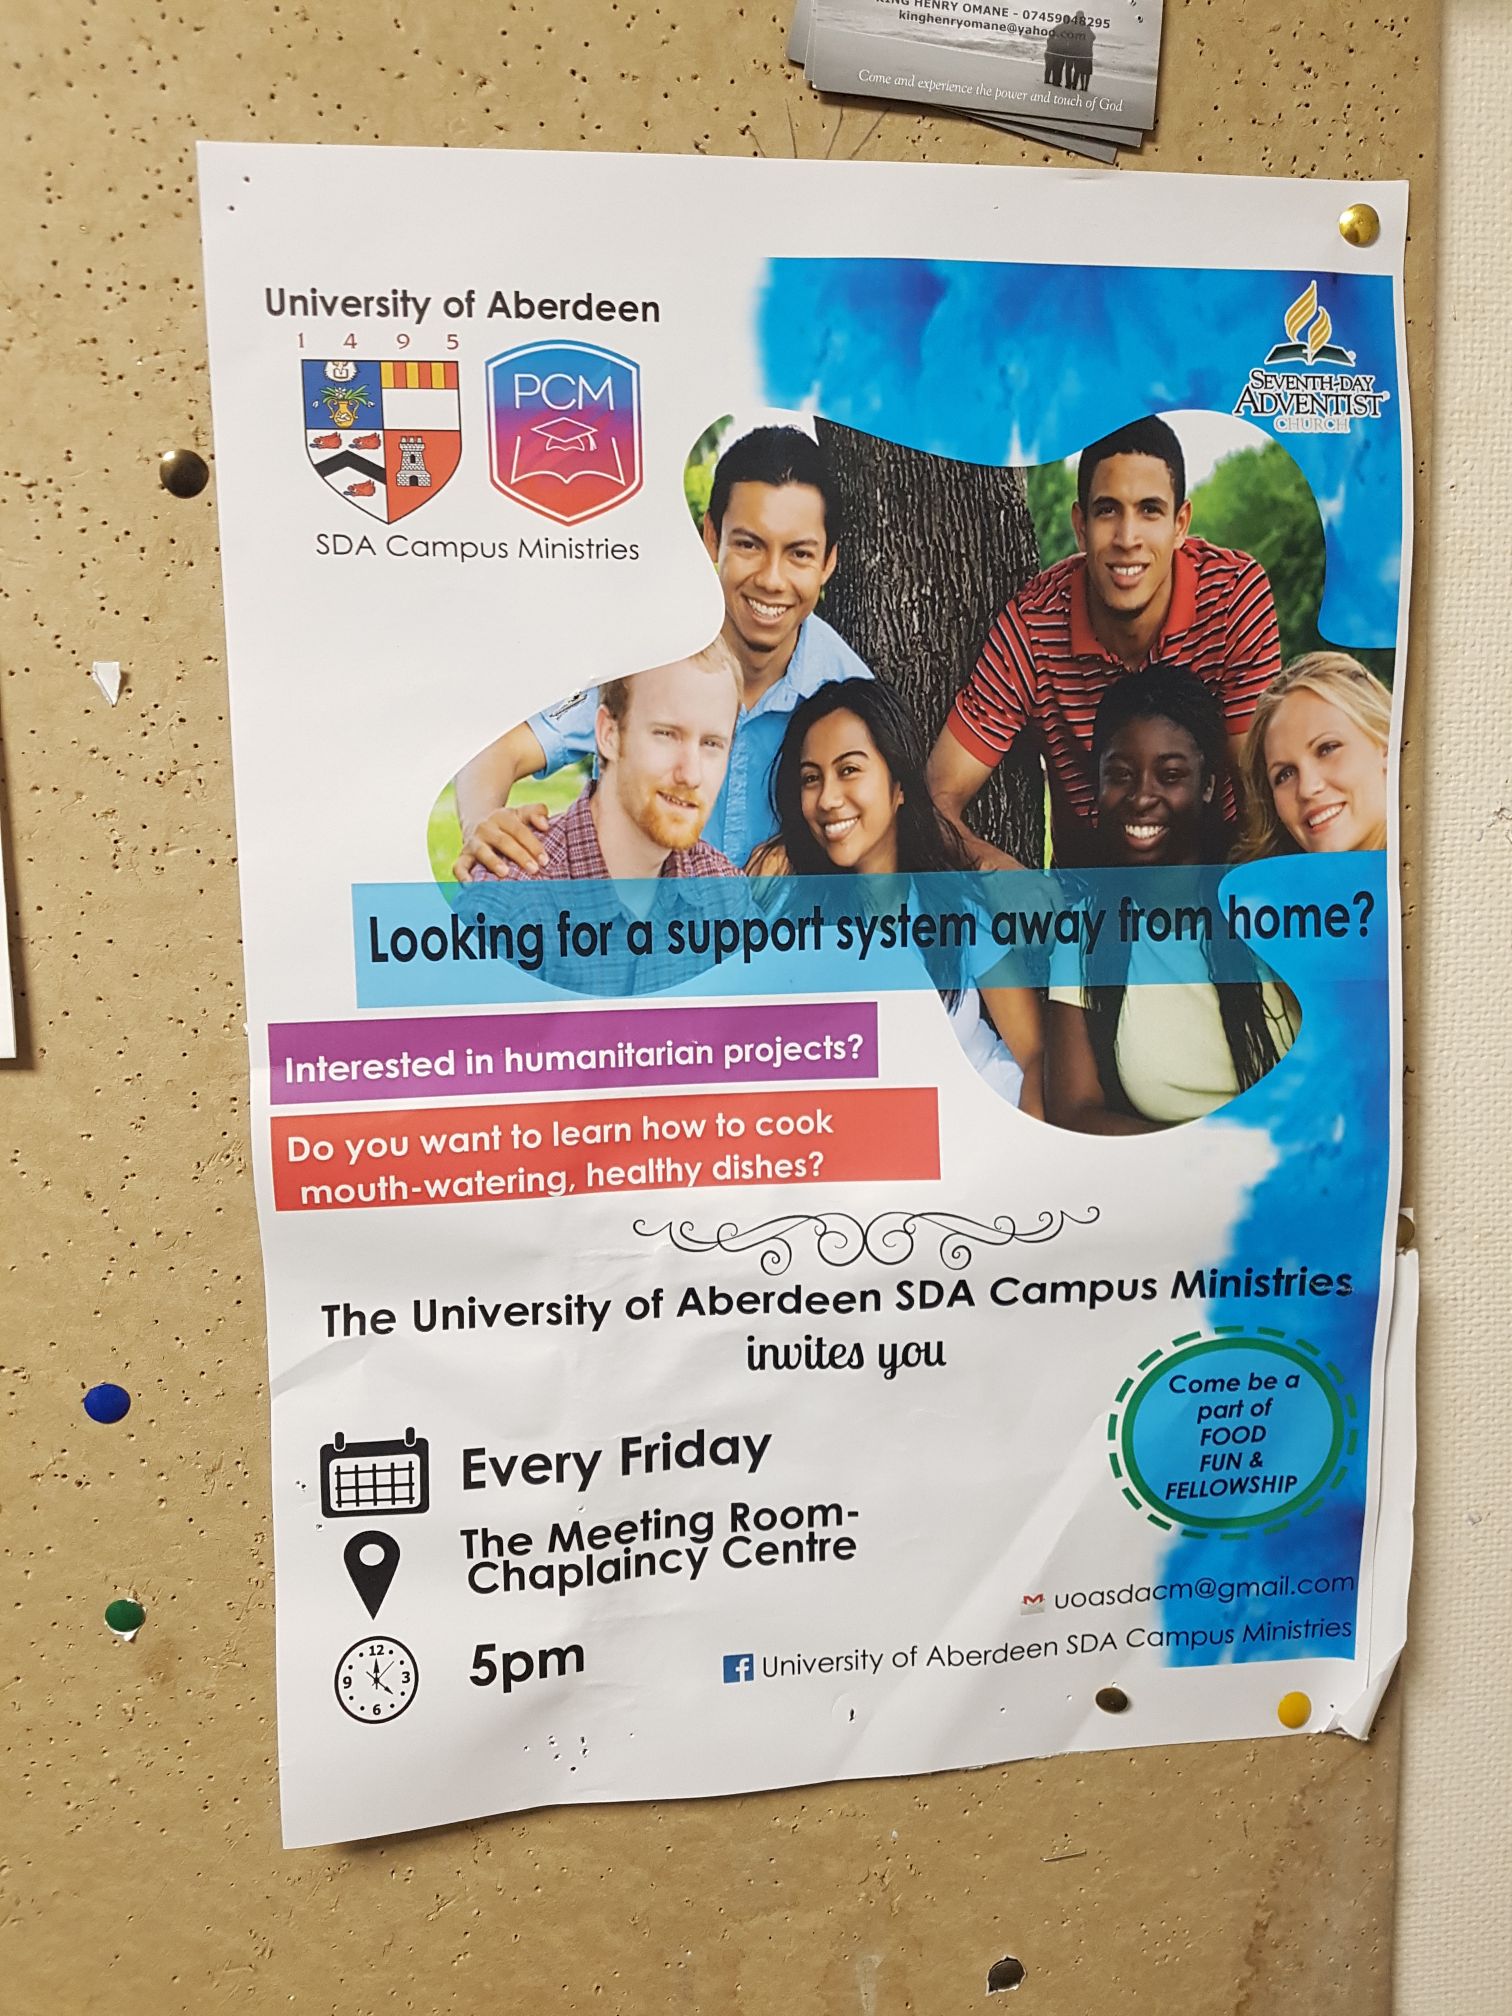 HENRY OMANE - 07459048295
kinghenryomane@yahoo.com
Come and experience the power and touch of God
University of Aberdeen
1 4 9 5
PCM
SDA Campus Ministries
SEVENTH-DAY
ADVENTIST
CHURCH
Looking for a support system away from home?
Interested in humanitarian projects?
Do you want to learn how to cook
mouth-watering, healthy dishes?
The University of Aberdeen SDA Campus Ministries
invites you
Come be a
part of
FOOD
FUN &
FELLOWSHIP
Every Friday
The Meeting Room-
Chaplaincy Centre
12
3
6
9
5pm
uoasdacm@gmail.com
f University of Aberdeen SDA Campus Ministries